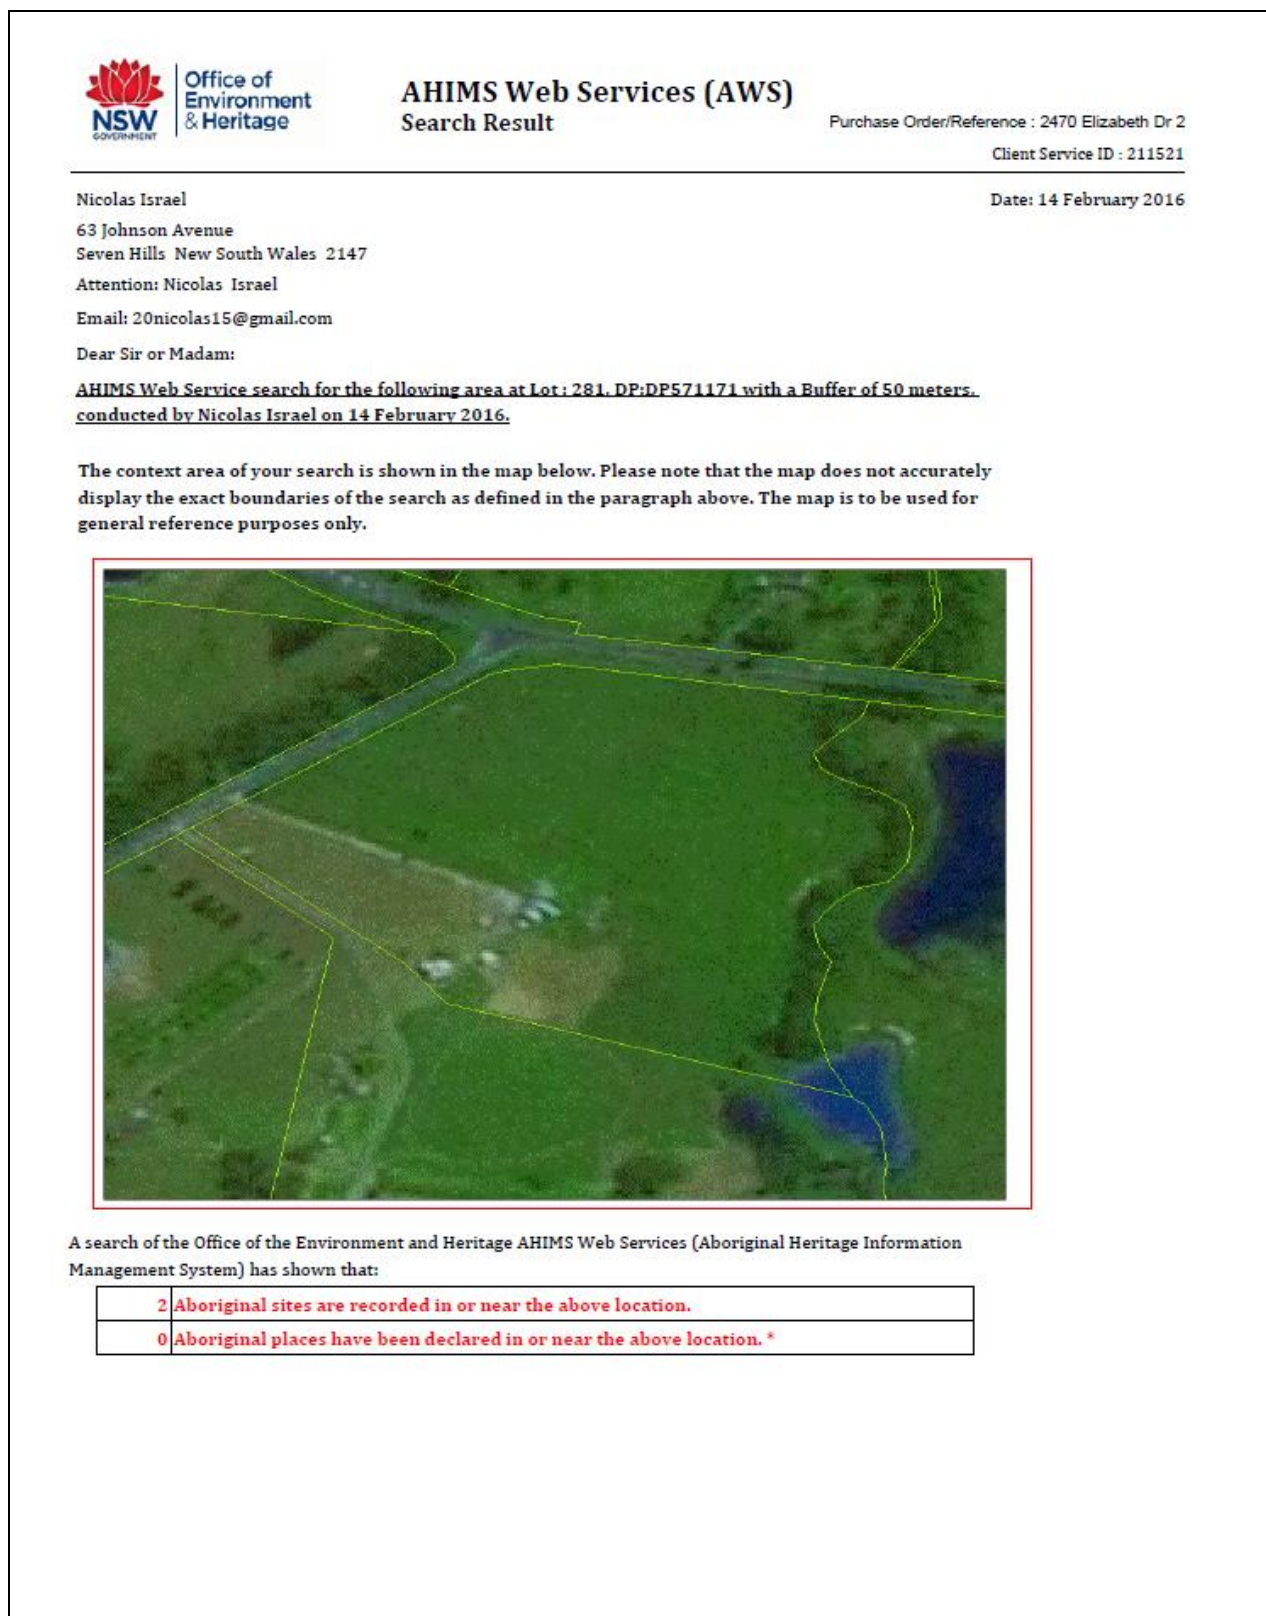 NSW
GOVERNMENT
Office of
Environment
& Heritage
AHIMS Web Services (AWS)
Search Result
Purchase Order/Reference : 2470 Elizabeth Dr 2
Client Service ID : 211521
Nicolas Israel
Date: 14 February 2016
63 Johnson Avenue
Seven Hills New South Wales 2147
Attention: Nicolas Israel
Email: 20nicolas15@gmail.com
Dear Sir or Madam:
AHIMS Web Service search for the following area at Lot : 281, DP:DP571171 with a Buffer of 50 meters,
conducted by Nicolas Israel on 14 February 2016.
The context area of your search is shown in the map below. Please note that the map does not accurately
display the exact boundaries of the search as defined in the paragraph above. The map is to be used for
general reference purposes only.
A search of the Office of the Environment and Heritage AHIMS Web Services (Aboriginal Heritage Information
Management System) has shown that:
2 Aboriginal sites are recorded in or near the above location.
0 Aboriginal places have been declared in or near the above location. *